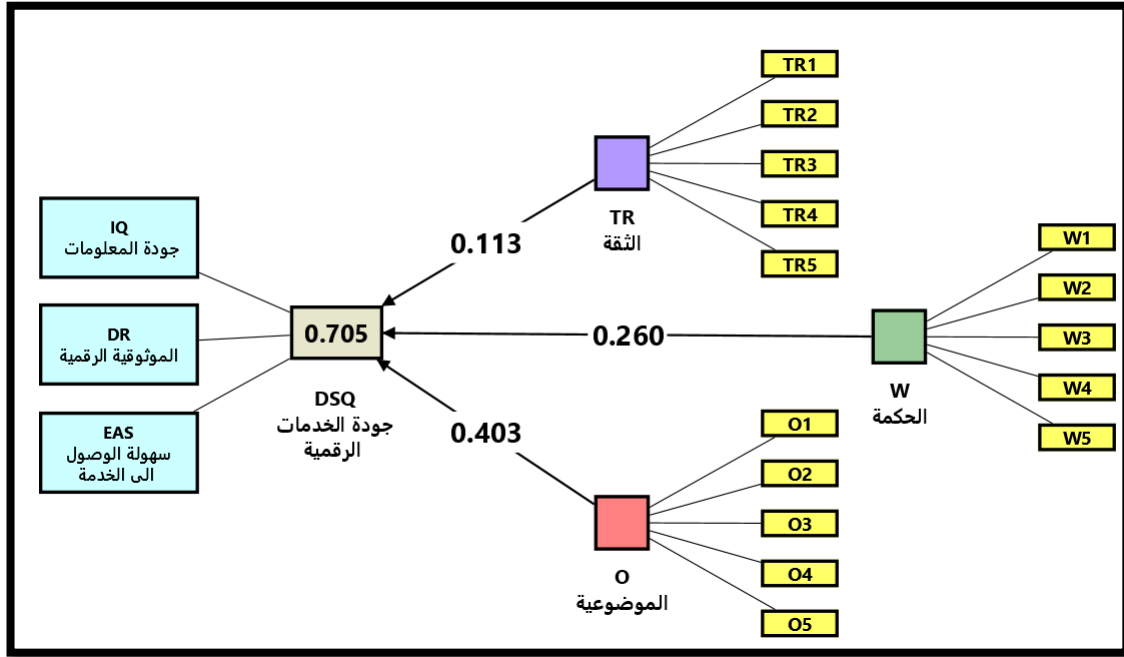 TR1
TR2
TR3
TR4
TR5
TR
الثقة
0.113
IQ
جودة المعلومات
DR
الموثوقية الرقمية
EAS
سهولة الوصول
الى الخدمة
0.705
DSQ
جودة الخدمات
الرقمية
0.260
W
الحكمة
W1
W2
W3
W4
W5
0.403
O
الموضوعية
O1
O2
O3
O4
O5